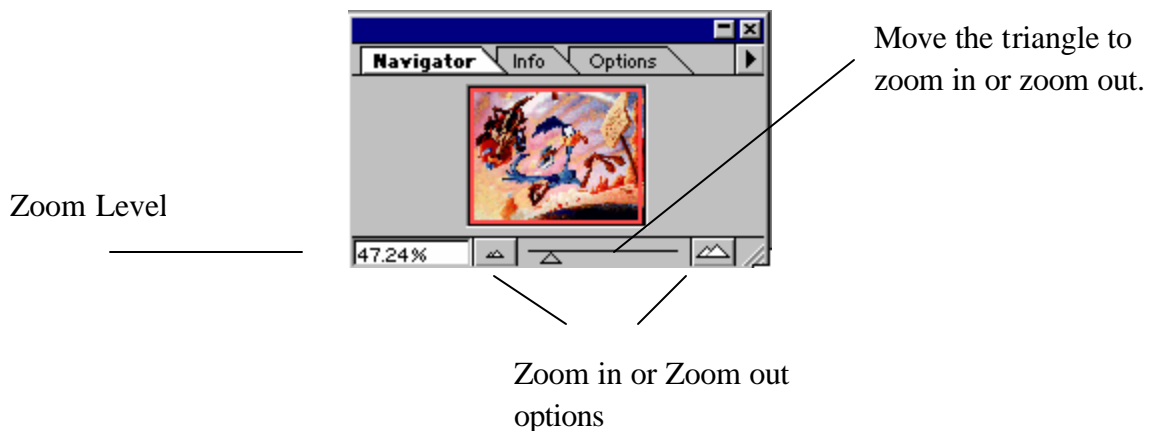 Navigator Info Options
Move the triangle to
zoom in or zoom out.
Zoom Level
47.24%
Zoom in or Zoom out
options